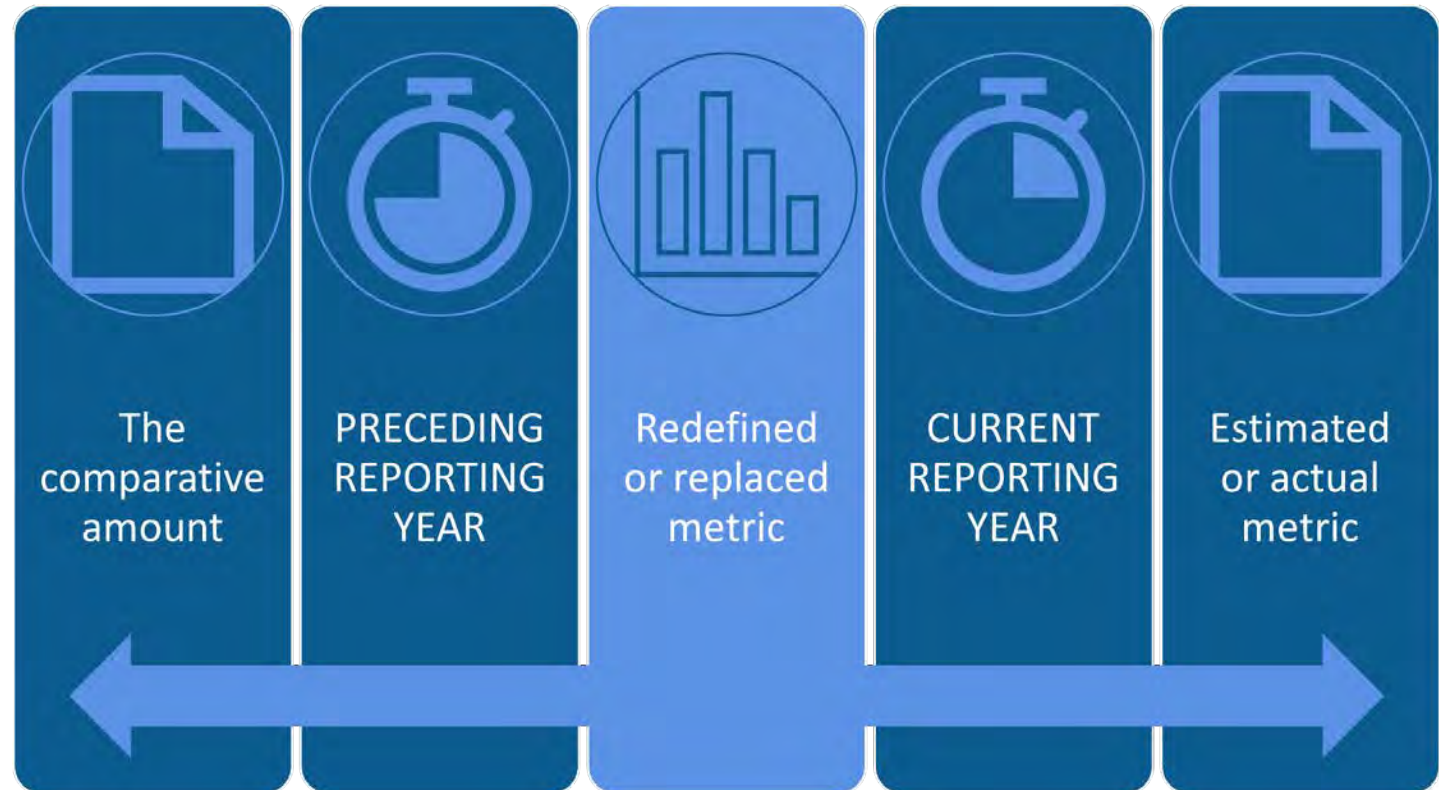 The
comparative
amount
PRECEDING
REPORTING
YEAR
Redefined
or replaced
metric
CURRENT
REPORTING
YEAR
Estimated
or actual
metric